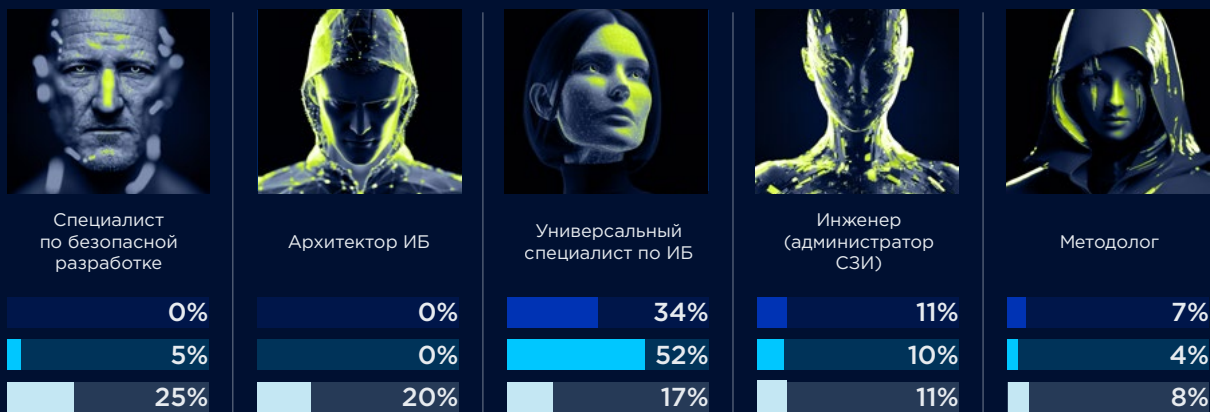 Специалист
по безопасной
разработке
0%
5%
25%
Архитектор ИБ
0%
0%
20%
Универсальный
специалист по ИБ
34%
52%
17%
Инженер
(администратор
СЗИ)
11%
10%
11%
Методолог
7%
4%
8%